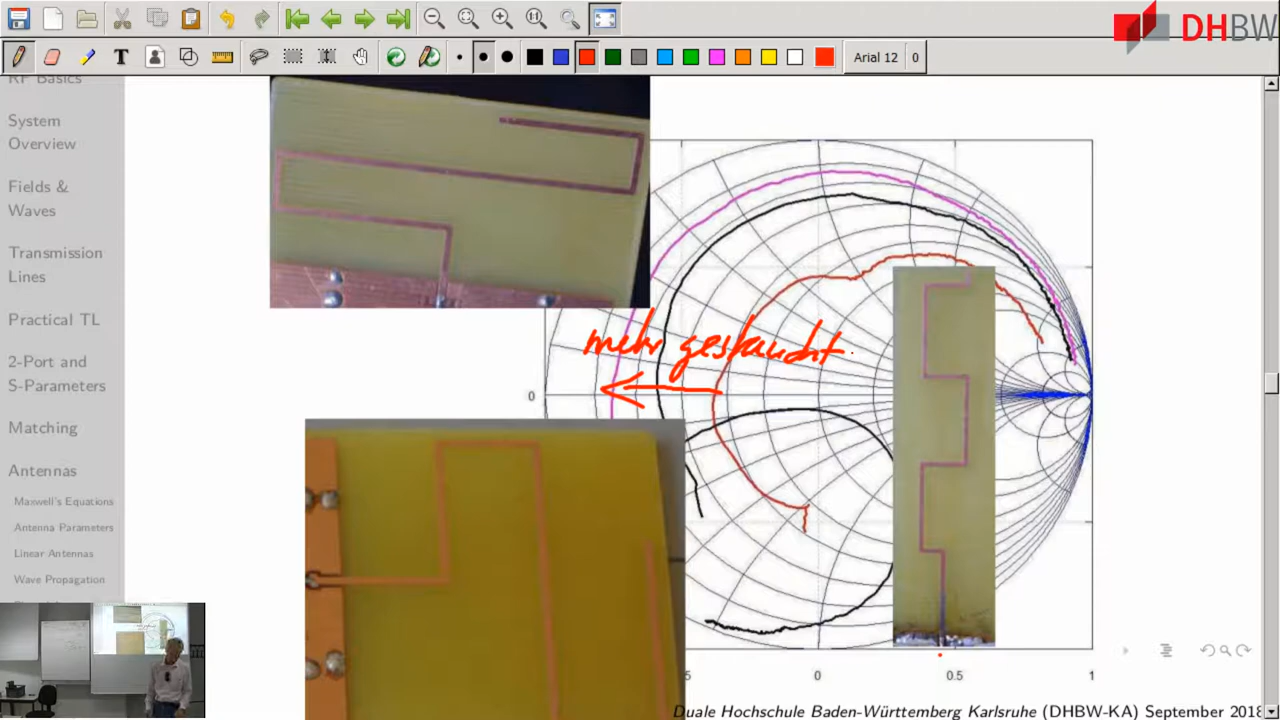 DHBW
Arial 12
0
RF Basics
System
Overview
Fields &
Waves
Transmission
Lines
Practical TL
2-Port and
S-Parameters
Matching
Antennas
Maxwell's Equations
Antenna Parameters
Linear Antennas
Wave Propagation
mehr gestaucht
0
5
0
0.5
1
Duale Hochschule Baden-Württemberg Karlsruhe (DHBW-KA) September 2018